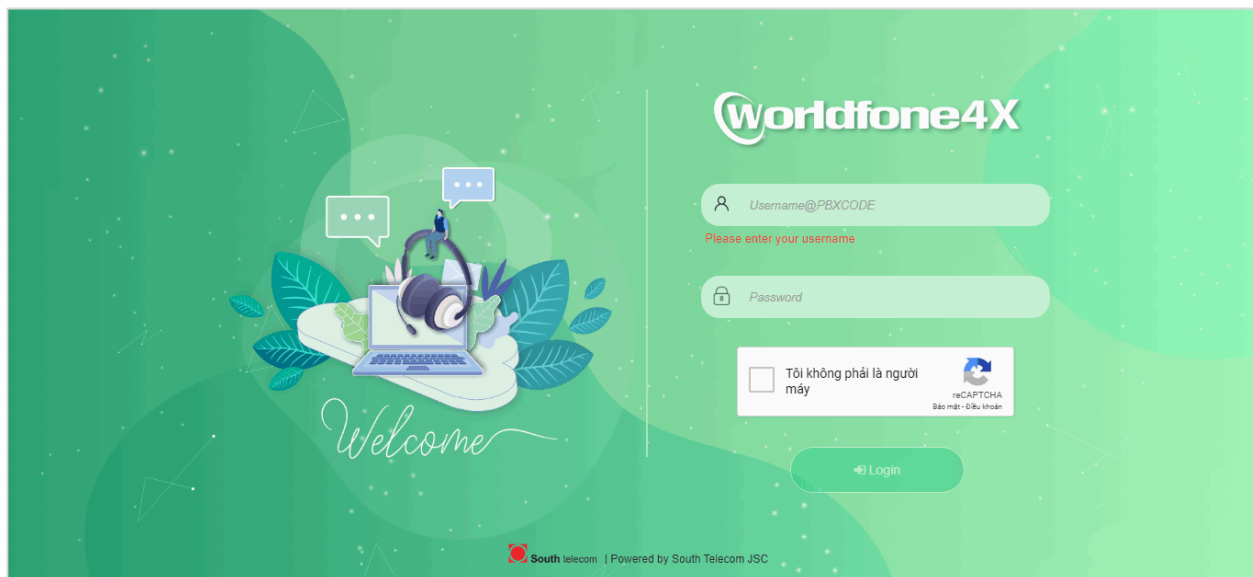 Worldfone4X
Username@PBXCODE
Please enter your username
Password
Tôi không phải là người
máy
reCAPTCHA
Bảo mật - Điều khoản
Welcome
Login
South telecom | Powered by South Telecom JSC